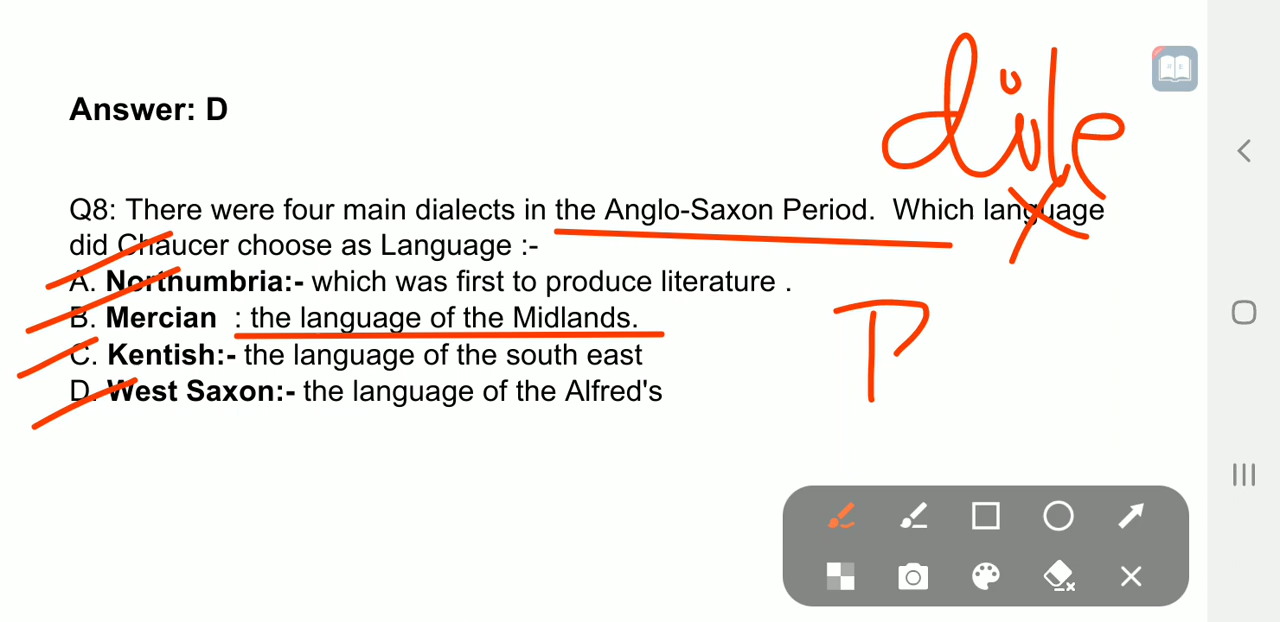 Answer: D
Q8: There were four main dialects in the Anglo-Saxon Period. Which language
did Chaucer choose as Language :-
A. Northumbria:- which was first to produce literature .
B. Mercian : the language of the Midlands.
C. Kentish:- the language of the south east
D. West Saxon:- the language of the Alfred's